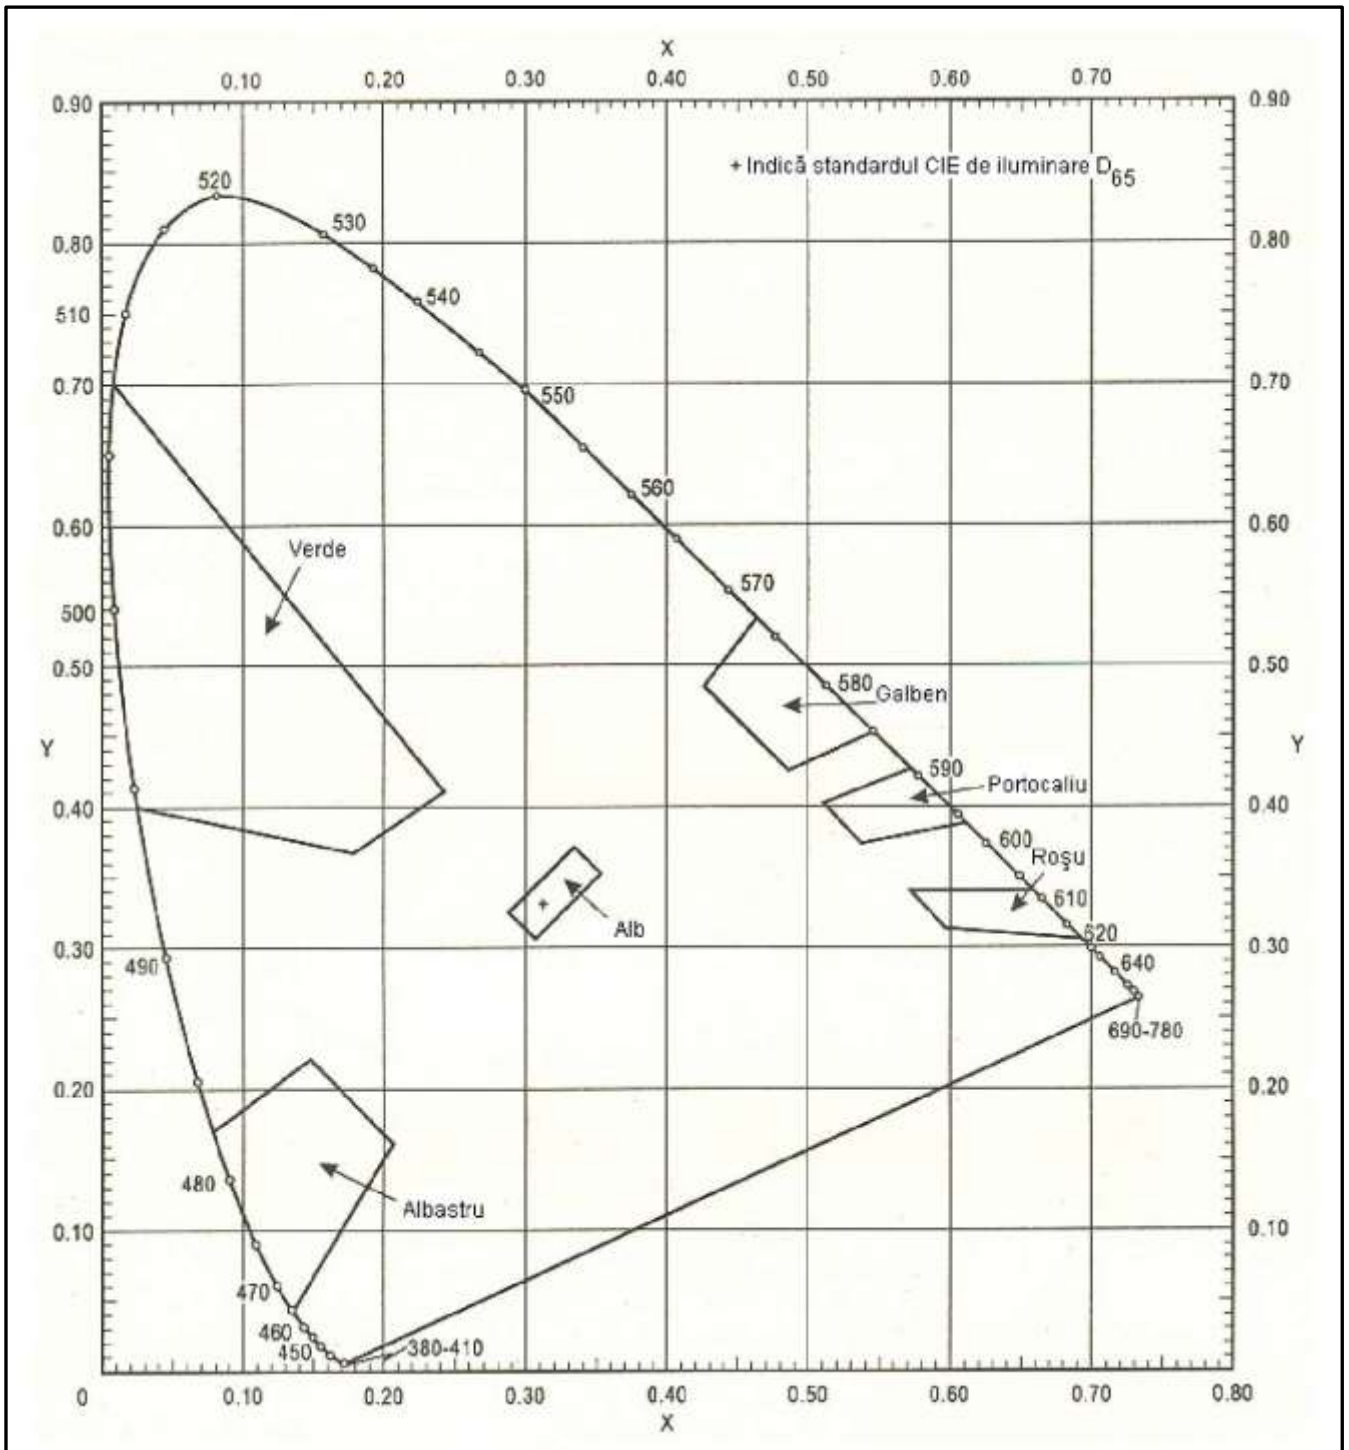 X
0.10 0.20 0.30 0.40 0.50 0.60 0.70
0.90 0.90
+ Indică standardul CIE de iluminare D65
520
530
0.80 0.80
540
510
0.70 0.70
550
560
0.60 0.60
Verde
570
500
0.50 0.50
580 Galben
Y Y
590
Portocaliu
0.40 0.40
600
Roşu
610
Alb
620
0.30 0.30
490 640
690-780
0.20 0.20
480
Albastru
0.10 0.10
470
460
450 380-410
0 0.10 0.20 0.30 0.40 0.50 0.60 0.70 0.80
X